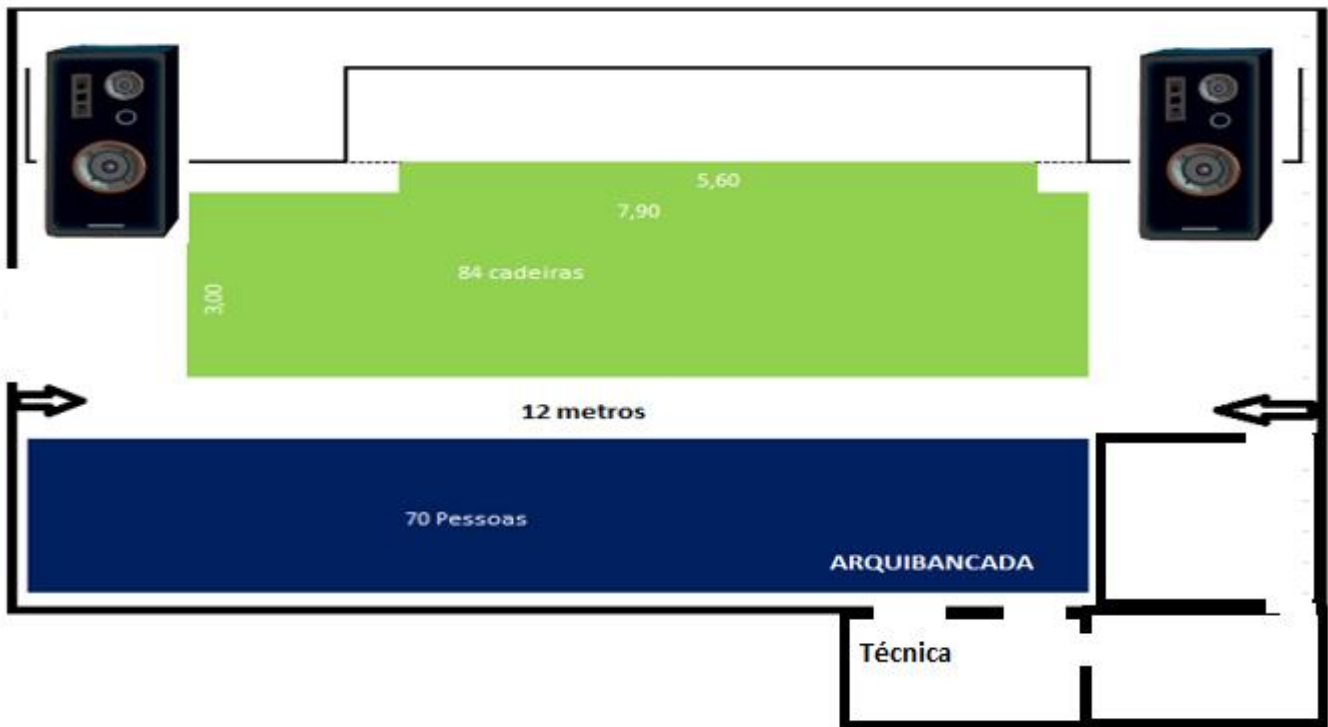 5,60
7,90
84 cadeiras
3,00
12 metros
70 Pessoas
ARQUIBANCADA
Técnica